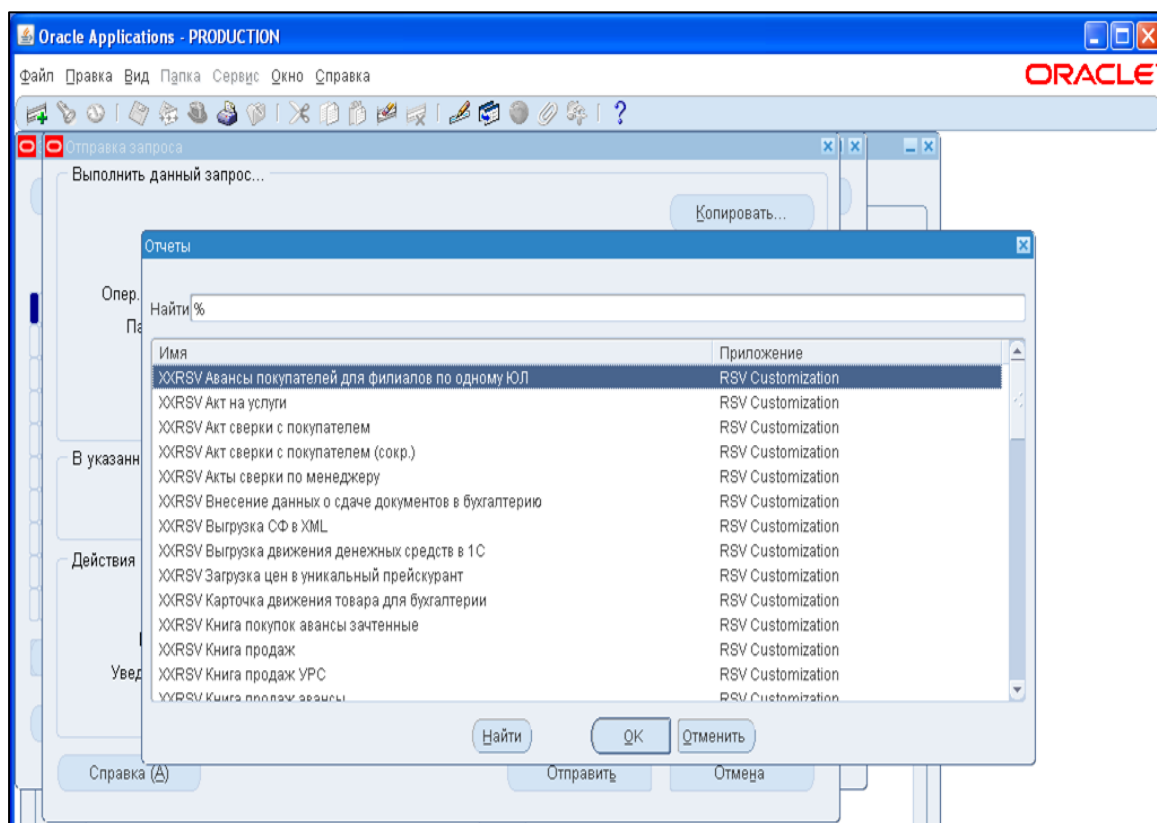 Oracle Applications - PRODUCTION
Файл Правка Вид Папка Сервис Окно Справка
ORACLE
Отправка запроса
Выполнить данный запрос...
Копировать...
Отчеты
Опер.
Найти %
Имя Приложение
XXRSV Авансы покупателей для филиалов по одному ЮЛ RSV Customization
XXRSV Акт на услуги RSV Customization
XXRSV Акт сверки с покупателем RSV Customization
XXRSV Акт сверки с покупателем (сокр.) RSV Customization
В указанн
XXRSV Акты сверки по менеджеру RSV Customization
XXRSV Внесение данных о сдаче документов в бухгалтерию RSV Customization
XXRSV Выгрузка СФ в XML RSV Customization
XXRSV Выгрузка движения денежных средств в 1С RSV Customization
Действия
XXRSV Загрузка цен в уникальный прейскурант RSV Customization
XXRSV Карточка движения товара для бухгалтерии RSV Customization
XXRSV Книга покупок авансы зачтенные RSV Customization
XXRSV Книга продаж RSV Customization
Увед
XXRSV Книга продаж УРС RSV Customization
XXRSV Книга продаж авансы RSV Customization
Найти OK Отменить
Справка (A) Отправить Отмена